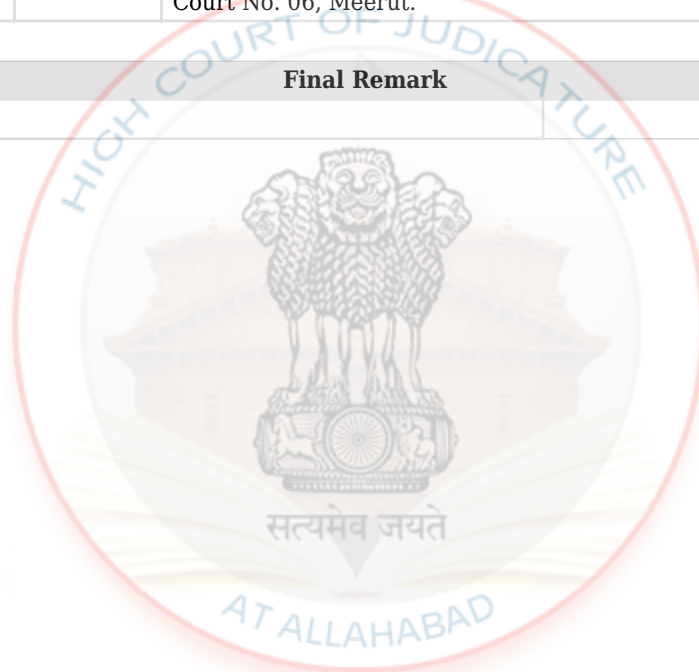 Court No. 06, Meerut.
Final Remark
HIGH COURT OF JUDICATURE
सत्यमेव जयते
AT ALLAHABAD